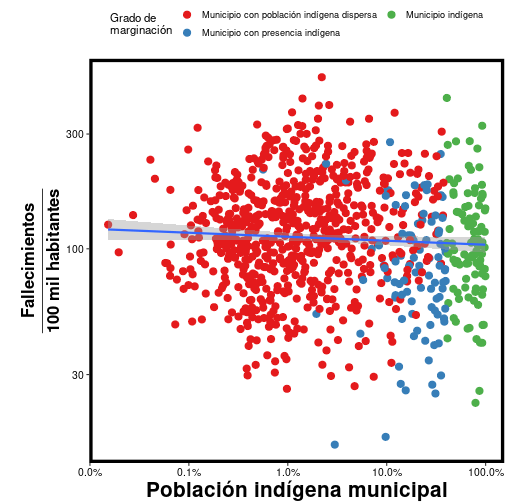 Grado de
marginación
Municipio con población indígena dispersa
Municipio indígena
Municipio con presencia indígena
300
100
30
Fallecimientos
100 mil habitantes
0.0%
0.1%
1.0%
10.0%
100.0%
Población indígena municipal